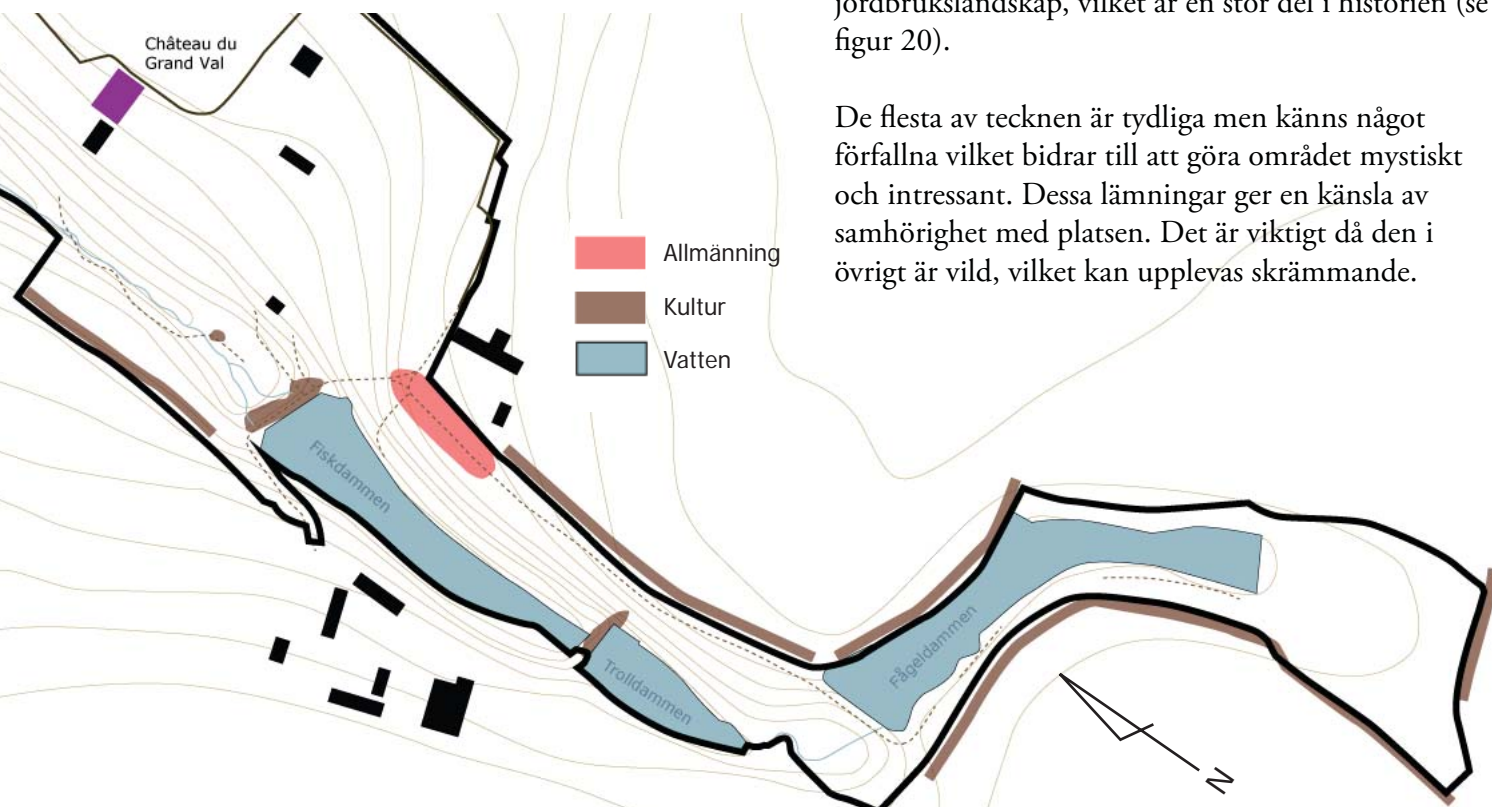 jordbrukslandskap, vilket är en stor del i historien (se
figur 20).
De flesta av tecknen är tydliga men känns något
förfallna vilket bidrar till att göra området mystiskt
och intressant. Dessa lämningar ger en känsla av
samhörighet med platsen. Det är viktigt då den i
övrigt är vild, vilket kan upplevas skrämmande.
Château du
Grand Val
Allmänning
Kultur
Vatten
Fiskdammen
Trolldammen
Fågeldammen
N